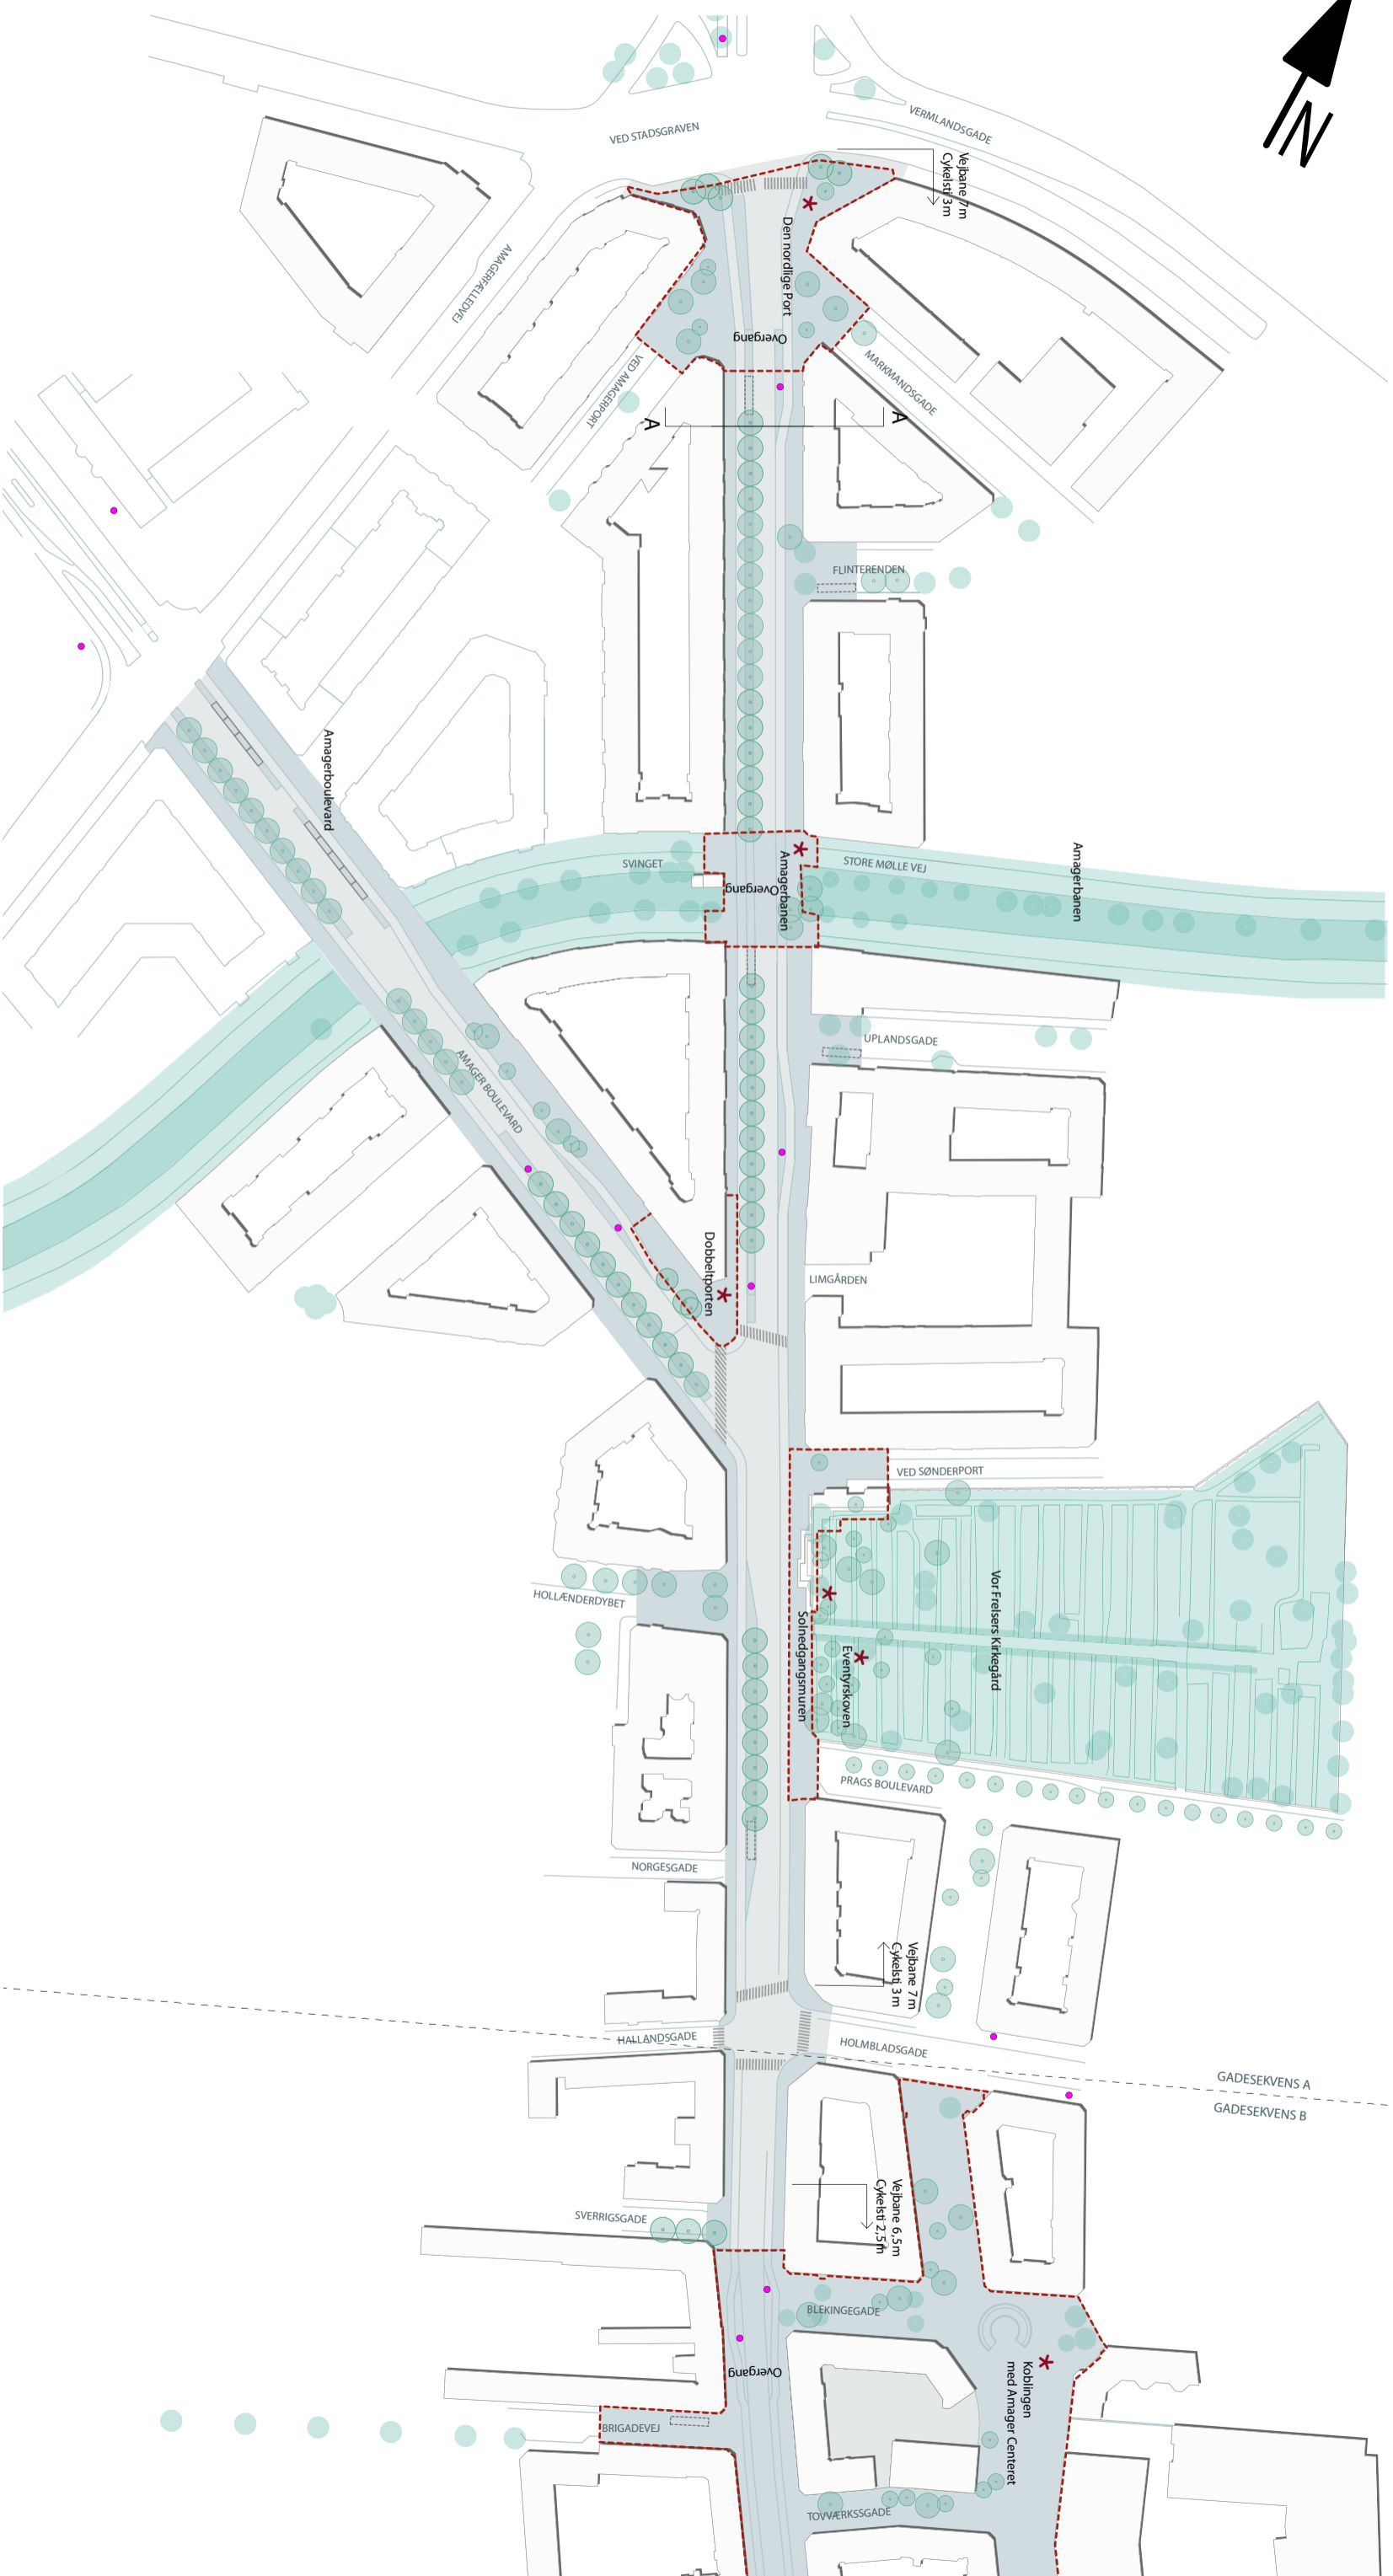 N
VED STADSGRAVEN
VERMLANDSGADE
Vejbane 7m
Cykelsti 3m
Den nordlige Port
AMAGERFÆLLEDVEJ
Overgang
VED AMAGERPORT
MARKMANDSGADE
A
A
FLINTERENDEN
Amagerboulevard
SVINGET
Overgang
Amagerbanen
STORE MØLLE VEJ
Amagerbanen
UPLANDSGADE
AMAGER BOULEVARD
Dobbeltporten
LIMGÅRDEN
VED SØNDERPORT
HOLLÆNDERDYBET
Solnedgangsmuren
Eventyrskoven
Vor Frelsers Kirkegård
PRAGS BOULEVARD
NORGESGADE
Vejbane 7 m
Cykelsti 3 m
HALLANDSGADE
HOLMBLADSGADE
GADESEKVENS A
GADESEKVENS B
SVERRIGSGADE
Vejbane 6,5m
Cykelsti 2,5m
BLEKINGEGADE
Overgang
Koblingen
med Amager Centeret
BRIGADEVEJ
TOVVÆRKSSGADE